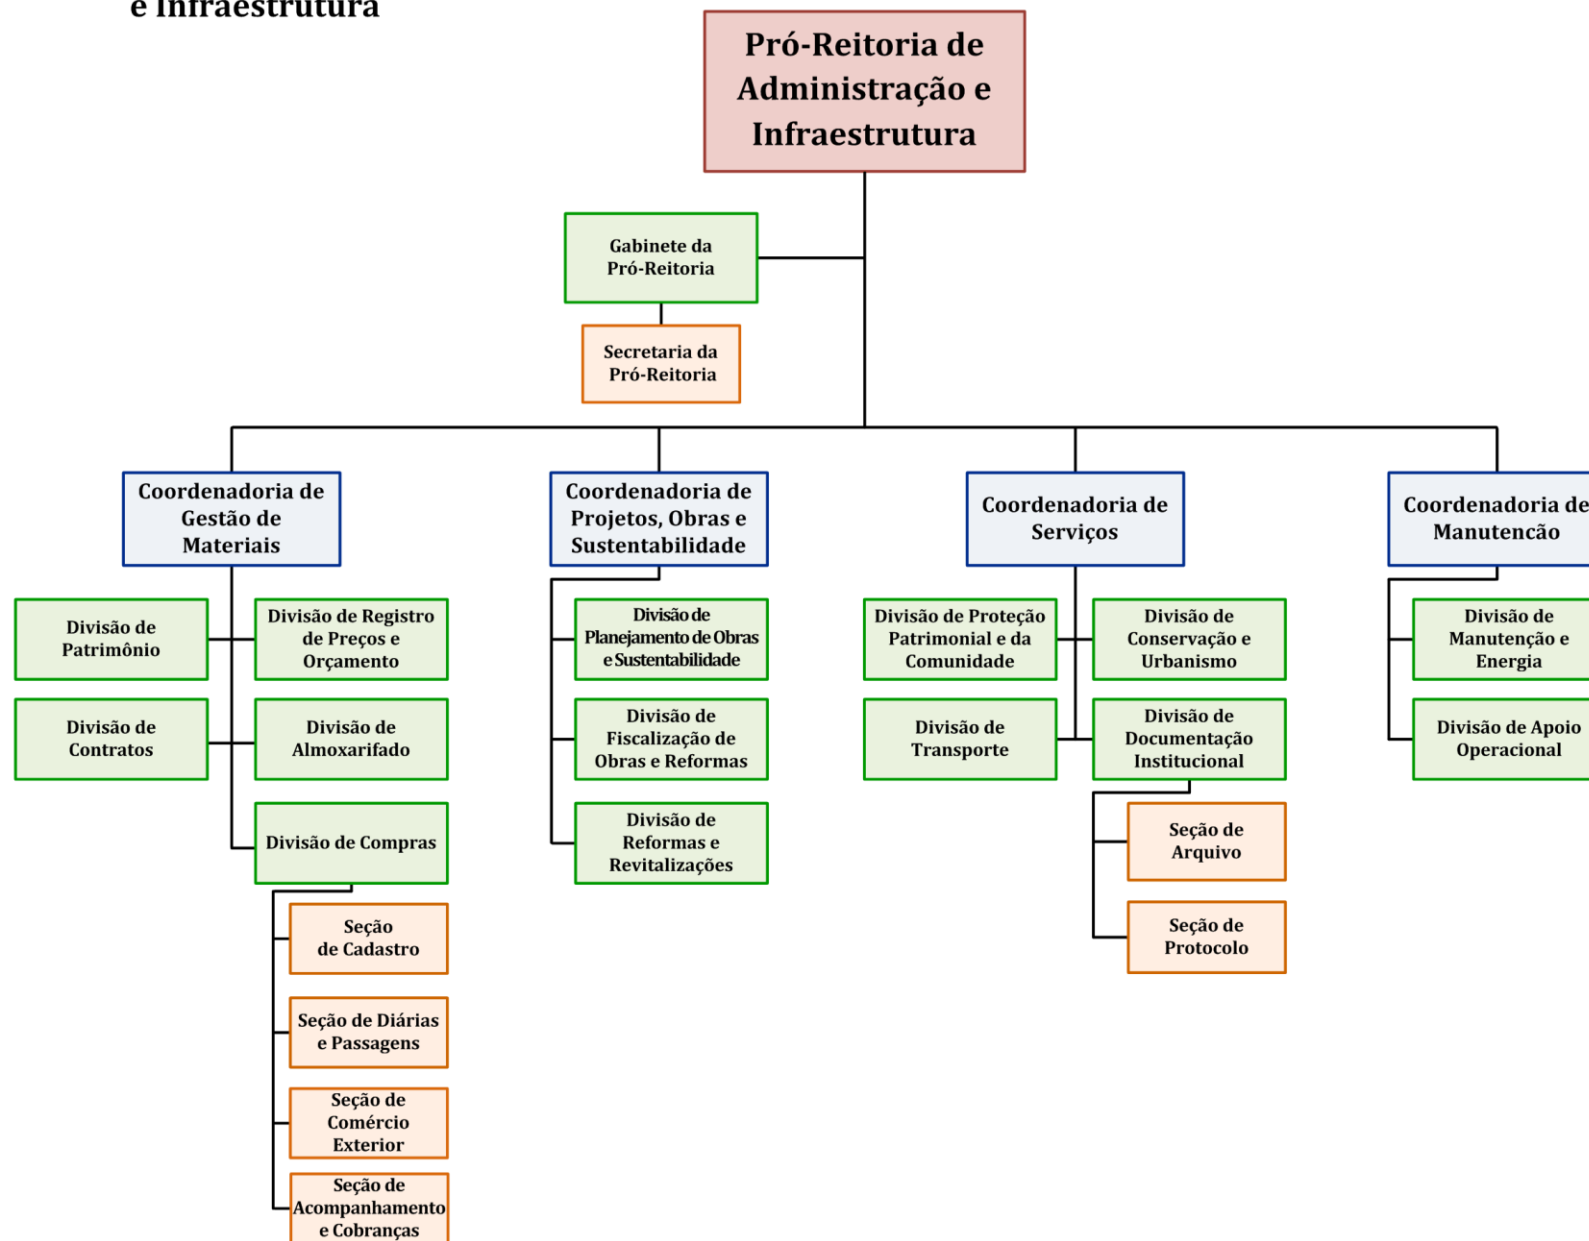 e Infraestrutura
Pró-Reitoria de
Administração e
Infraestrutura
Gabinete da
Pró-Reitoria
Secretaria da
Pró-Reitoria
Coordenadoria de
Gestão de
Materiais
Coordenadoria de
Projetos, Obras e
Sustentabilidade
Coordenadoria de
Serviços
Coordenadoria de
Manutencão
Divisão de
Patrimônio
Divisão de Registro
de Preços e
Orçamento
Divisão de
Contratos
Divisão de
Almoxarifado
Divisão de Compras
Seção
de Cadastro
Seção de Diárias
e Passagens
Seção de
Comércio
Exterior
Seção de
Acompanhamento
e Cobranças
Divisão de
Planejamento de Obras
e Sustentabilidade
Divisão de
Fiscalização de
Obras e Reformas
Divisão de
Reformas e
Revitalizações
Divisão de Proteção
Patrimonial e da
Comunidade
Divisão de
Conservação e
Urbanismo
Divisão de
Transporte
Divisão de
Documentação
Institucional
Seção de
Arquivo
Seção de
Protocolo
Divisão de
Manutenção e
Energia
Divisão de Apoio
Operacional